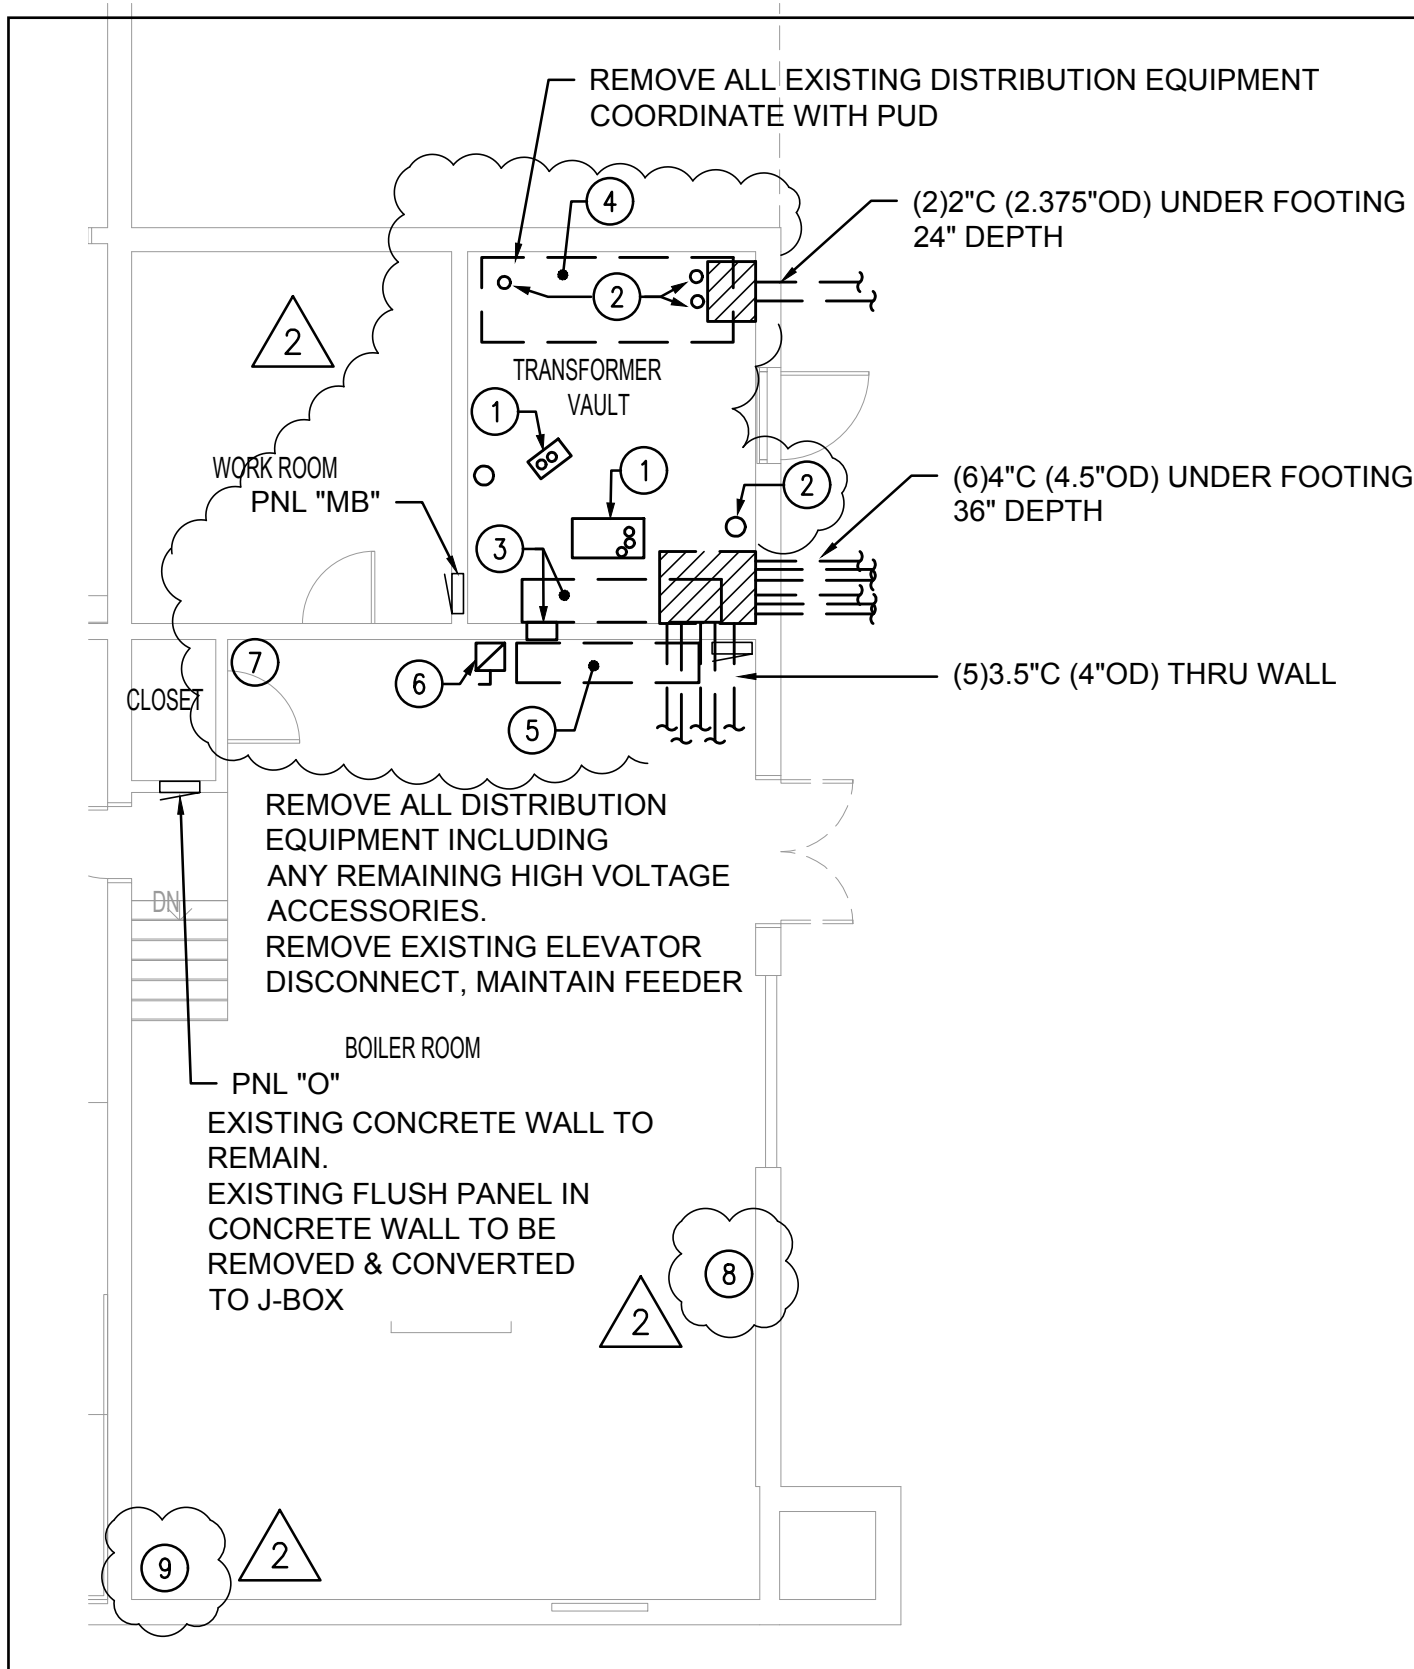 REMOVE ALL EXISTING DISTRIBUTION EQUIPMENT
COORDINATE WITH PUD
4
(2)2"C (2.375"OD) UNDER FOOTING
24" DEPTH
2
2
TRANSFORMER
VAULT
1
WORK ROOM
PNL "MB"
1
2
(6)4"C (4.5"OD) UNDER FOOTING
36" DEPTH
3
7
6
CLOSET
(5)3.5"C (4"OD) THRU WALL
5
REMOVE ALL DISTRIBUTION
EQUIPMENT INCLUDING
ANY REMAINING HIGH VOLTAGE
ACCESSORIES.
REMOVE EXISTING ELEVATOR
DISCONNECT, MAINTAIN FEEDER
DN
BOILER ROOM
PNL "O"
EXISTING CONCRETE WALL TO
REMAIN.
EXISTING FLUSH PANEL IN
CONCRETE WALL TO BE
REMOVED & CONVERTED
TO J-BOX
8
2
9
2